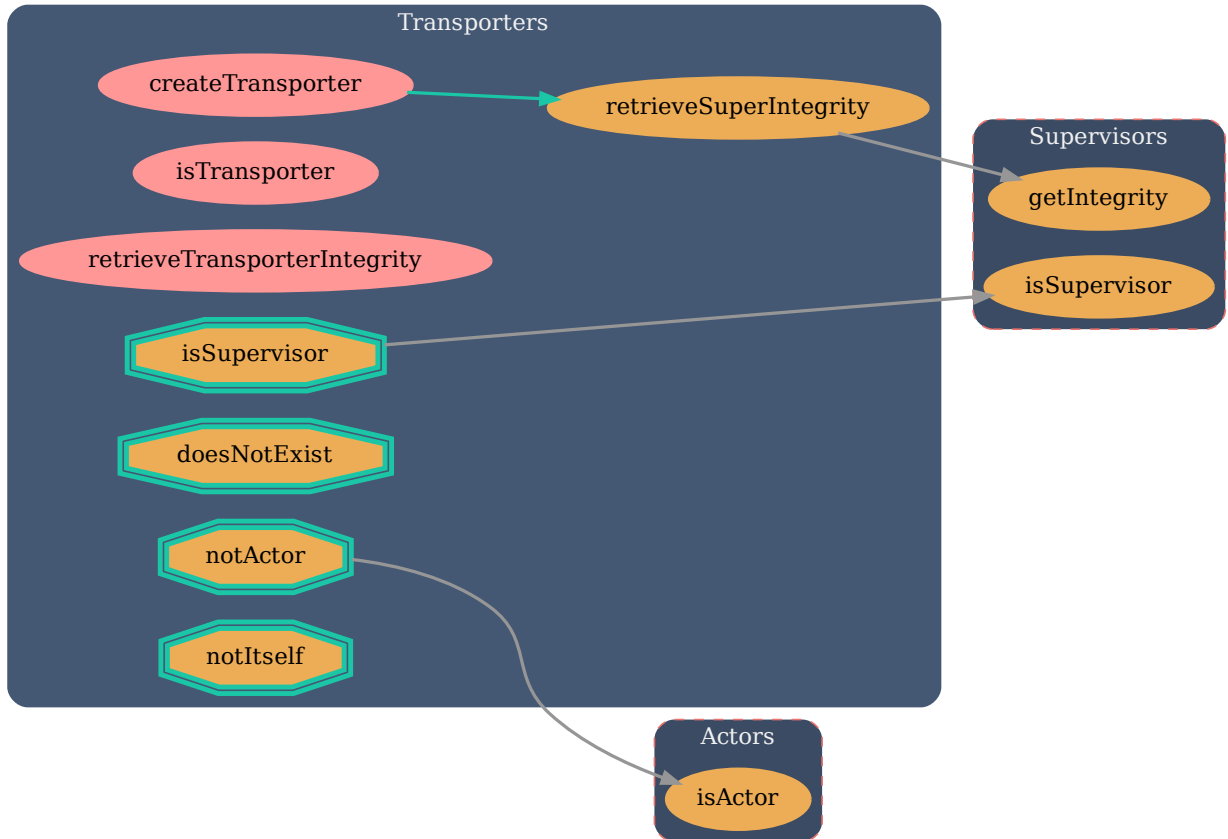 Transporters
createTransporter
retrieveSuperIntegrity
isTransporter
retrieveTransporterIntegrity
isSupervisor
doesNotExist
notActor
notItself
Supervisors
getIntegrity
isSupervisor
Actors
isActor